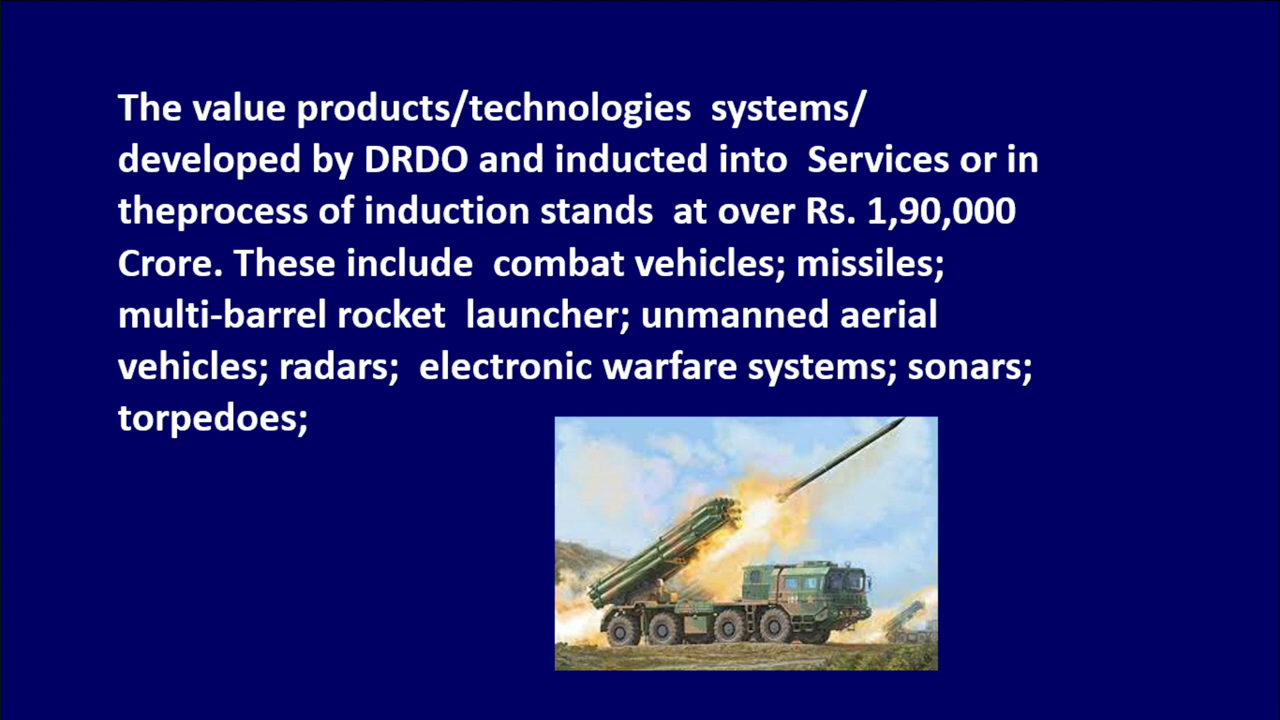 The value products/technologies  systems/
developed by DRDO and inducted into  Services or in
theprocess of induction stands  at over Rs. 1,90,000
Crore. These include  combat vehicles; missiles;
multi-barrel rocket  launcher; unmanned aerial
vehicles; radars;  electronic warfare systems; sonars;
torpedoes;